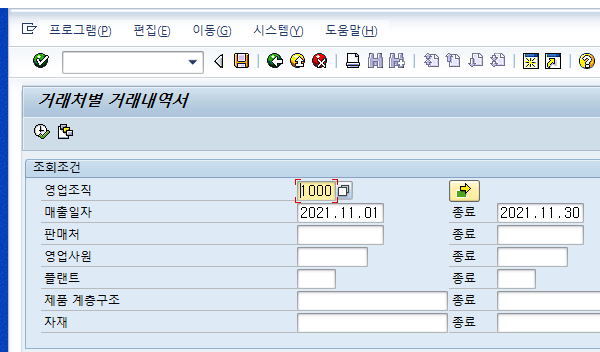 프로그램(P) 편집(E) 이동(G) 시스템(Y) 도움말(H)
거래처별 거래내역서
조회조건
영업조직 1000
매출일자 2021.11.01 종료 2021.11.30
판매처 종료
영업사원 종료
플랜트 종료
제품 계층구조 종료
자재 종료